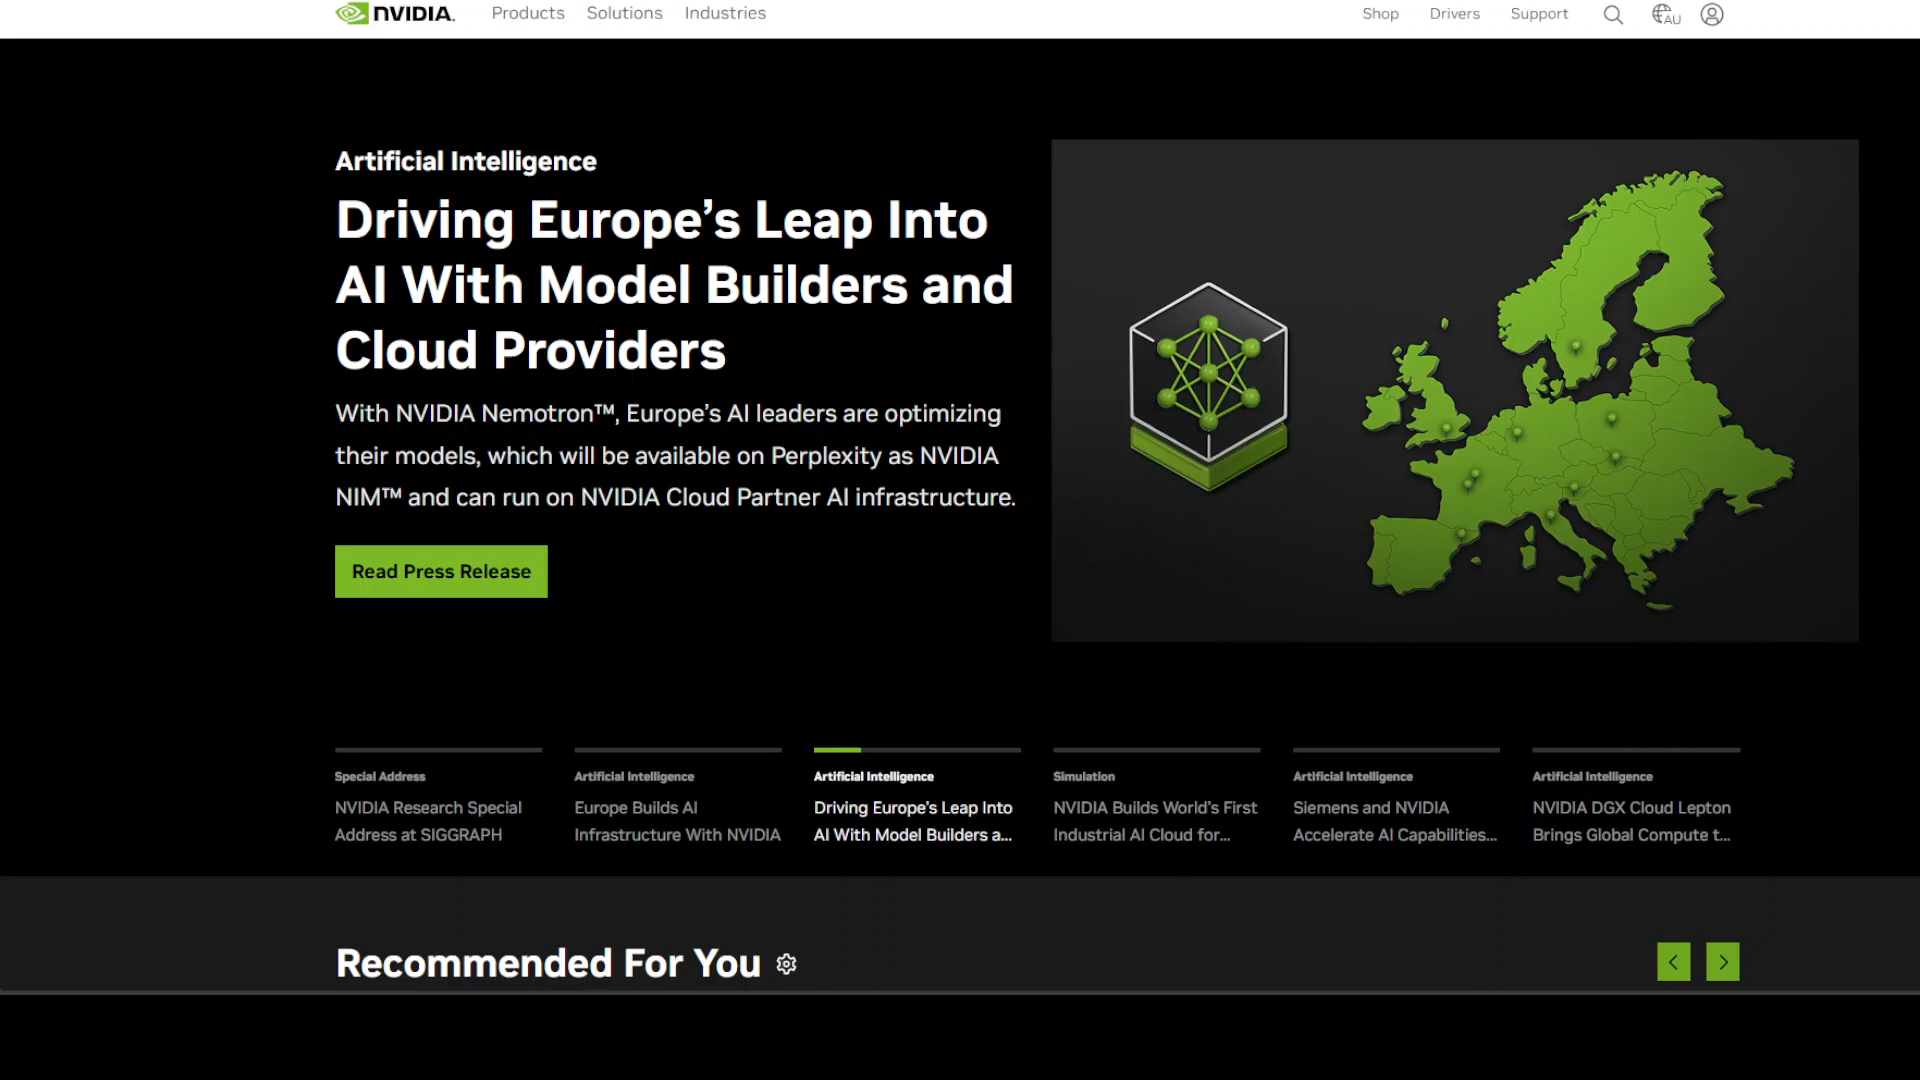 NVIDIA.
Products Solutions Industries
Shop Drivers Support AU
Artificial Intelligence
Driving Europe’s Leap Into
AI With Model Builders and
Cloud Providers
With NVIDIA Nemotron™, Europe’s AI leaders are optimizing
their models, which will be available on Perplexity as NVIDIA
NIM™ and can run on NVIDIA Cloud Partner AI infrastructure.
Read Press Release
Special Address
NVIDIA Research Special
Address at SIGGRAPH
Artificial Intelligence
Europe Builds AI
Infrastructure With NVIDIA
Artificial Intelligence
Driving Europe’s Leap Into
AI With Model Builders a...
Simulation
NVIDIA Builds World’s First
Industrial AI Cloud for...
Artificial Intelligence
Siemens and NVIDIA
Accelerate AI Capabilities...
Artificial Intelligence
NVIDIA DGX Cloud Lepton
Brings Global Compute t...
Recommended For You